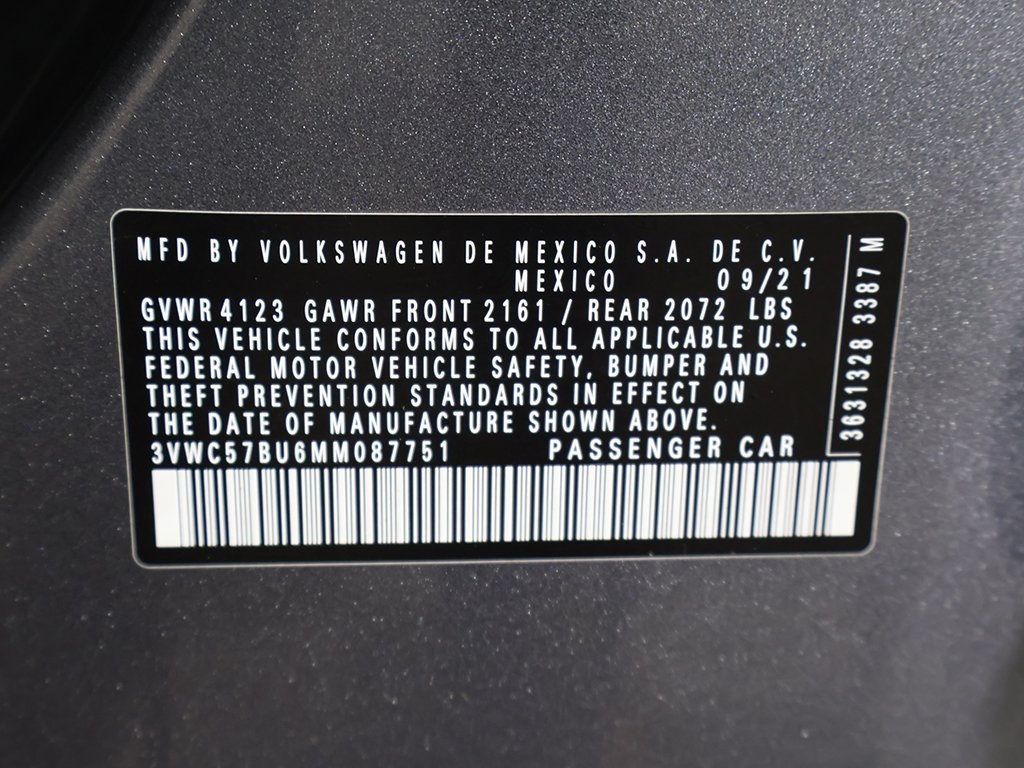 MFD BY VOLKSWAGEN DE MEXICO S.A. DE C.V.
MEXICO 09/21
GVWR 4123 GAWR FRONT 2161 / REAR 2072 LBS
THIS VEHICLE CONFORMS TO ALL APPLICABLE U.S.
FEDERAL MOTOR VEHICLE SAFETY, BUMPER AND
THEFT PREVENTION STANDARDS IN EFFECT ON
THE DATE OF MANUFACTURE SHOWN ABOVE.
3VWC57BU6MM087751 PASSENGER CAR
3631328 3387 M